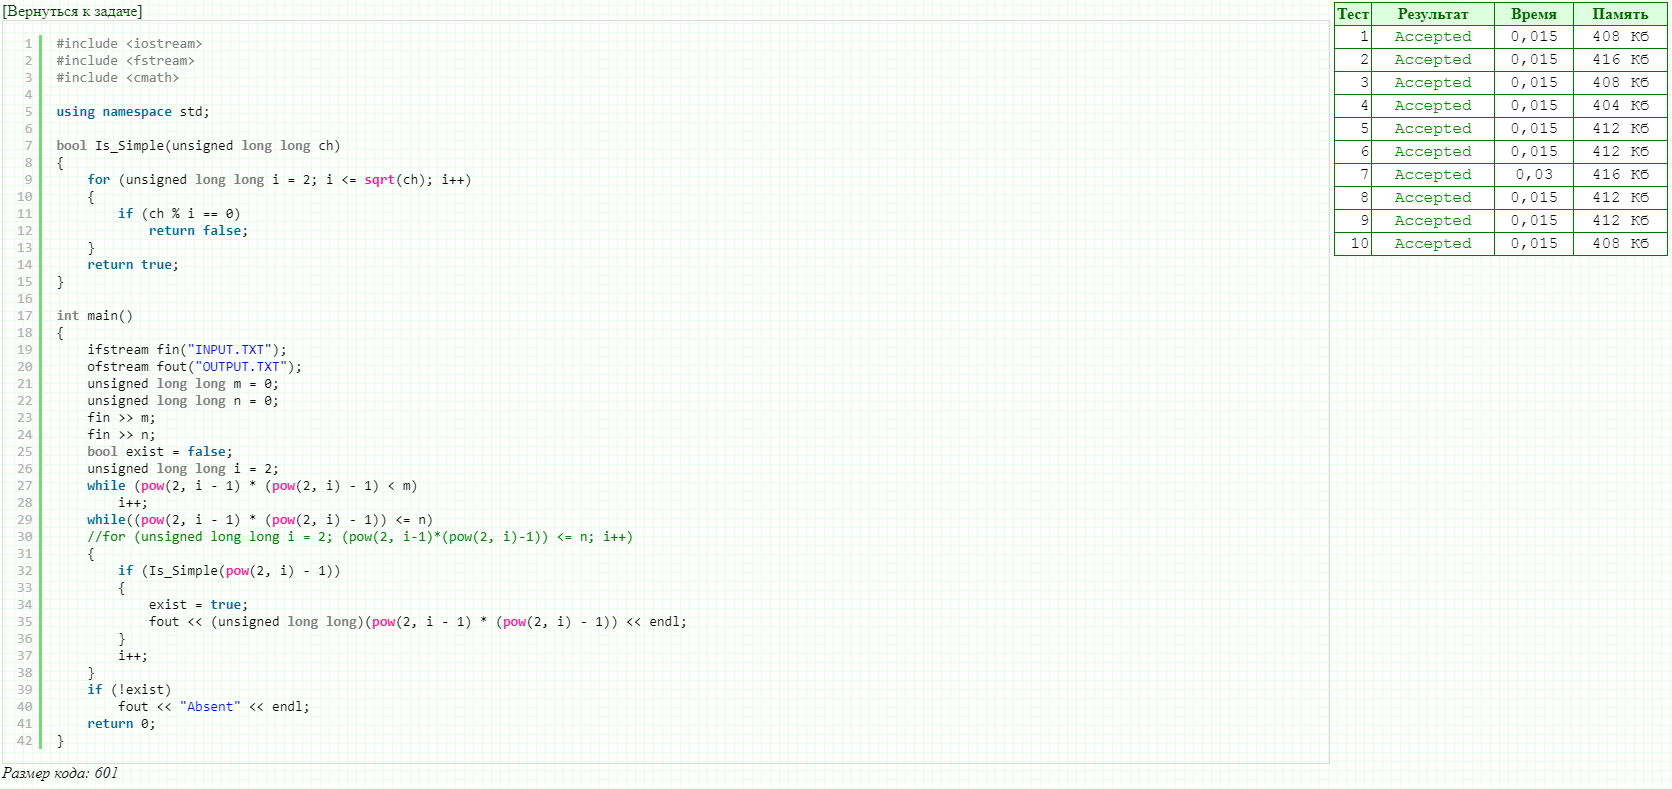 [Вернуться к задаче]
1 #include <iostream>
2 #include <fstream>
3 #include <cmath>
4
5 using namespace std;
6
7 bool Is_Simple(unsigned long long ch)
8 {
9     for (unsigned long long i = 2; i <= sqrt(ch); i++)
10     {
11         if (ch % i == 0)
12             return false;
13     }
14     return true;
15 }
16
17 int main()
18 {
19     ifstream fin("INPUT.TXT");
20     ofstream fout("OUTPUT.TXT");
21     unsigned long long m = 0;
22     unsigned long long n = 0;
23     fin >> m;
24     fin >> n;
25     bool exist = false;
26     unsigned long long i = 2;
27     while (pow(2, i - 1) * (pow(2, i) - 1) < m)
28         i++;
29     while((pow(2, i - 1) * (pow(2, i) - 1)) <= n)
30     //for (unsigned long long i = 2; (pow(2, i-1)*(pow(2, i)-1)) <= n; i++)
31     {
32         if (Is_Simple(pow(2, i) - 1))
33         {
34             exist = true;
35             fout << (unsigned long long)(pow(2, i - 1) * (pow(2, i) - 1)) << endl;
36         }
37         i++;
38     }
39     if (!exist)
40         fout << "Absent" << endl;
41     return 0;
42 }
Размер кода: 601
Тест Результат Время Память
1 Accepted 0,015 408 Кб
2 Accepted 0,015 416 Кб
3 Accepted 0,015 408 Кб
4 Accepted 0,015 404 Кб
5 Accepted 0,015 412 Кб
6 Accepted 0,015 412 Кб
7 Accepted 0,03 416 Кб
8 Accepted 0,015 412 Кб
9 Accepted 0,015 412 Кб
10 Accepted 0,015 408 Кб